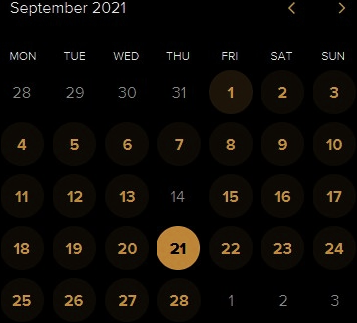 September 2021
MON TUE WED THU FRI SAT SUN
28 29 30 31 1 2 3
4 5 6 7 8 9 10
11 12 13 14 15 16 17
18 19 20 21 22 23 24
25 26 27 28 1 2 3